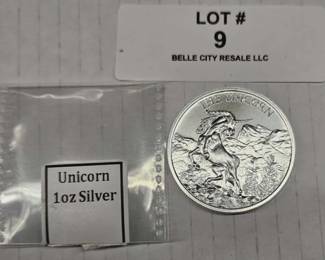 LOT #
9
BELLE CITY RESALE LLC
THE UNICORN
Unicorn
1oz Silver